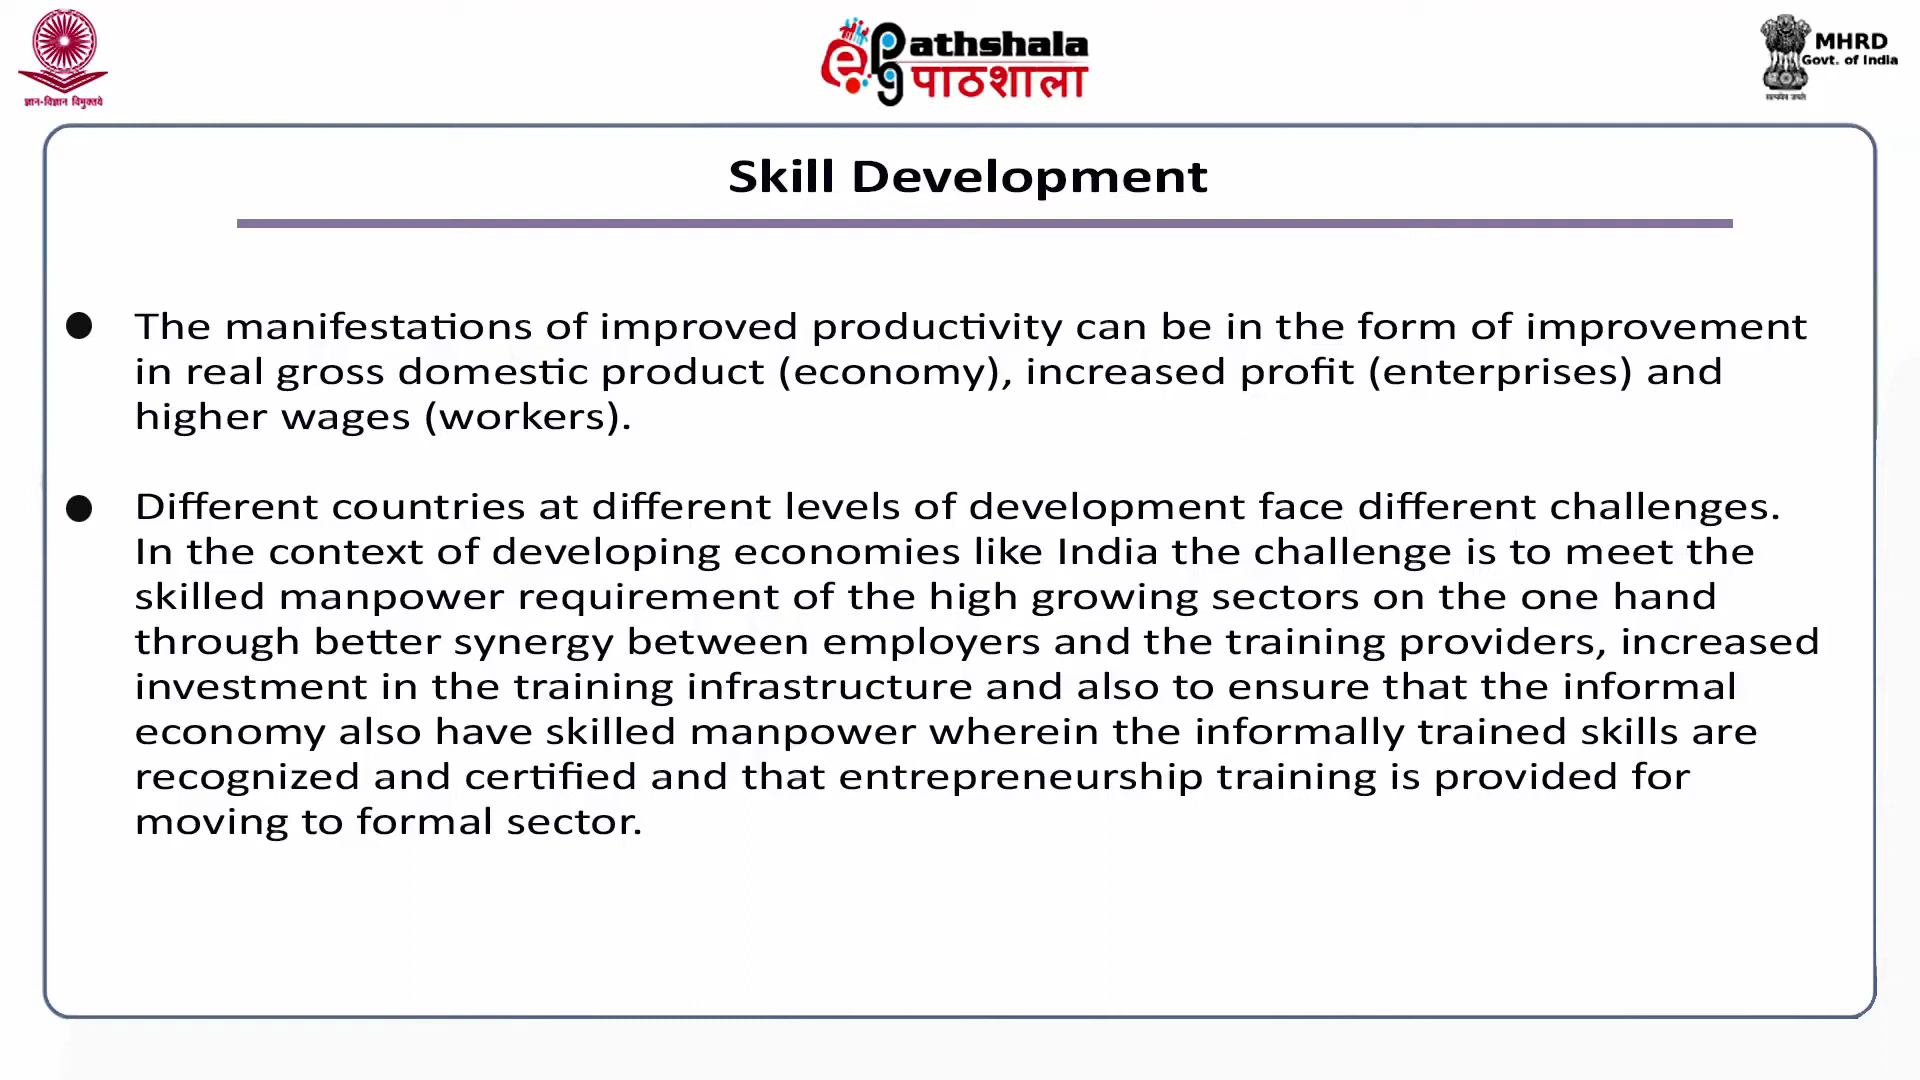 ज्ञान-विज्ञान विमुक्तये
e pg Pathshala
पाठशाला
MHRD
Govt. of India
सत्यमेव जयते
Skill Development
● The manifestations of improved productivity can be in the form of improvement
in real gross domestic product (economy), increased profit (enterprises) and
higher wages (workers).
● Different countries at different levels of development face different challenges.
In the context of developing economies like India the challenge is to meet the
skilled manpower requirement of the high growing sectors on the one hand
through better synergy between employers and the training providers, increased
investment in the training infrastructure and also to ensure that the informal
economy also have skilled manpower wherein the informally trained skills are
recognized and certified and that entrepreneurship training is provided for
moving to formal sector.